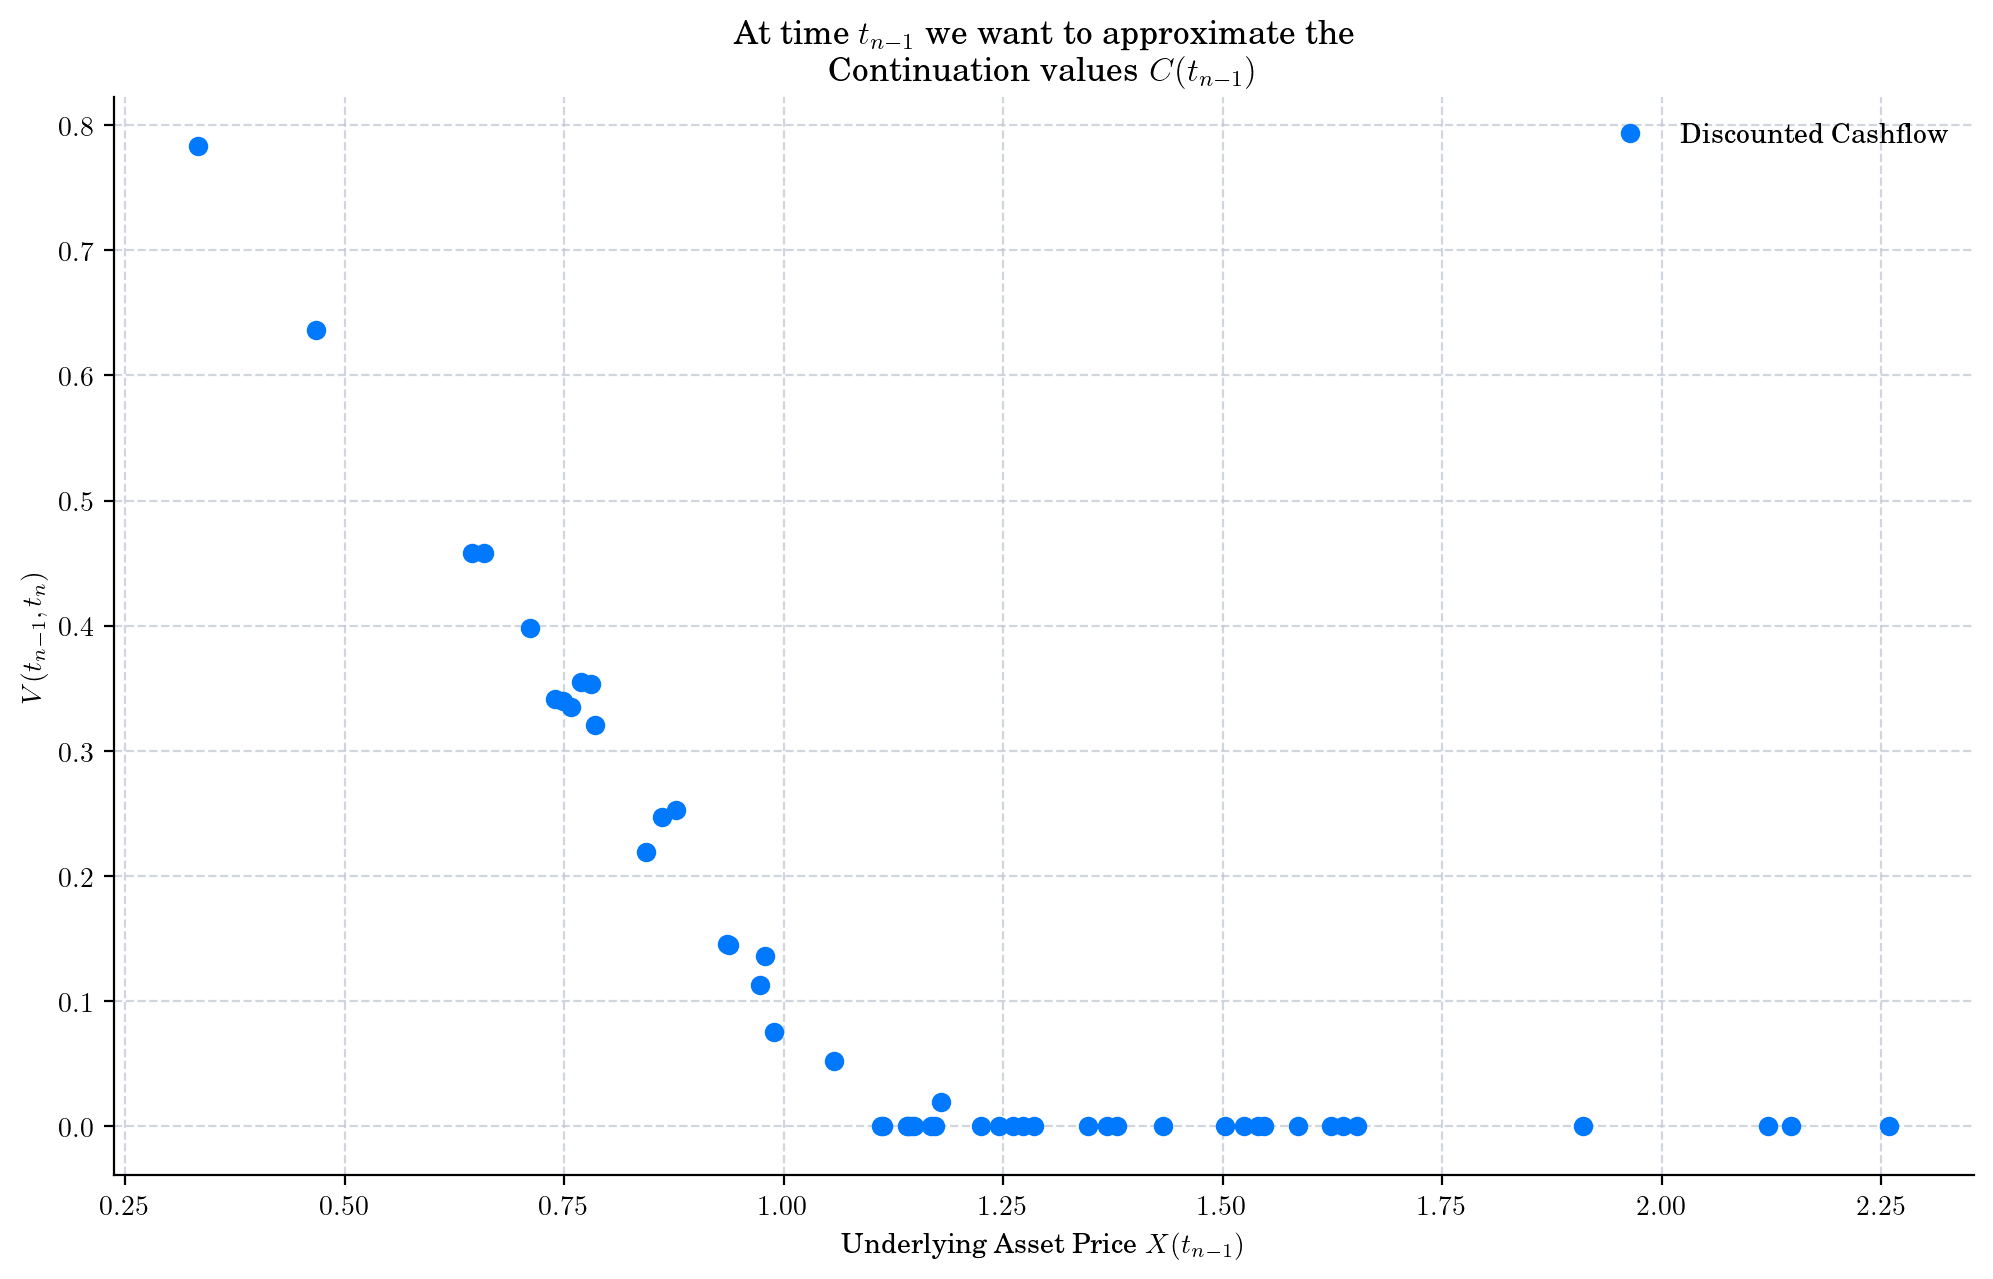 At time $t_{n-1}$ we want to approximate the
Continuation values $C(t_{n-1})$
Discounted Cashflow
$V(t_{n-1}, t_n)$
0.8
0.7
0.6
0.5
0.4
0.3
0.2
0.1
0.0
0.25 0.50 0.75 1.00 1.25 1.50 1.75 2.00 2.25
Underlying Asset Price $X(t_{n-1})$